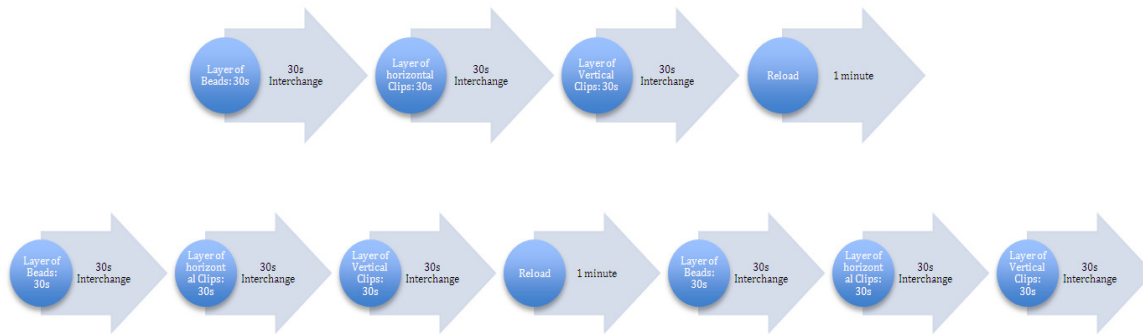 Layer of
Beads: 30s
30s
Interchange
Layer of
horizontal
Clips: 30s
30s
Interchange
Layer of
Vertical
Clips: 30s
30s
Interchange
Reload
1 minute
Layer of
Beads:
30s
30s
Interchange
Layer of
horizont
al Clips:
30s
30s
Interchange
Layer of
Vertical
Clips: 30s
30s
Interchange
Reload
1 minute
Layer of
Beads:
30s
30s
Interchange
Layer of
horizont
al Clips:
30s
30s
Interchange
Layer of
Vertical
Clips: 30s
30s
Interchange